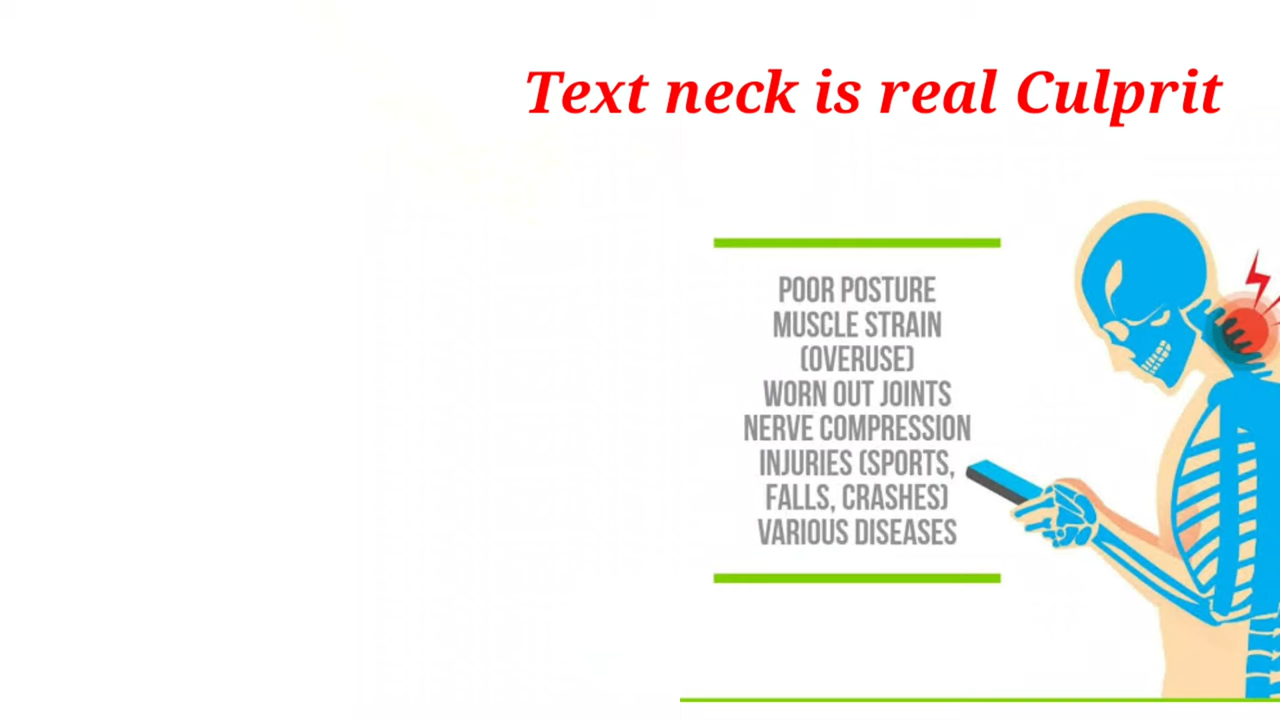 Text neck is real Culprit
POOR POSTURE
MUSCLE STRAIN
(OVERUSE)
WORN OUT JOINTS
NERVE COMPRESSION
INJURIES (SPORTS,
FALLS, CRASHES)
VARIOUS DISEASES